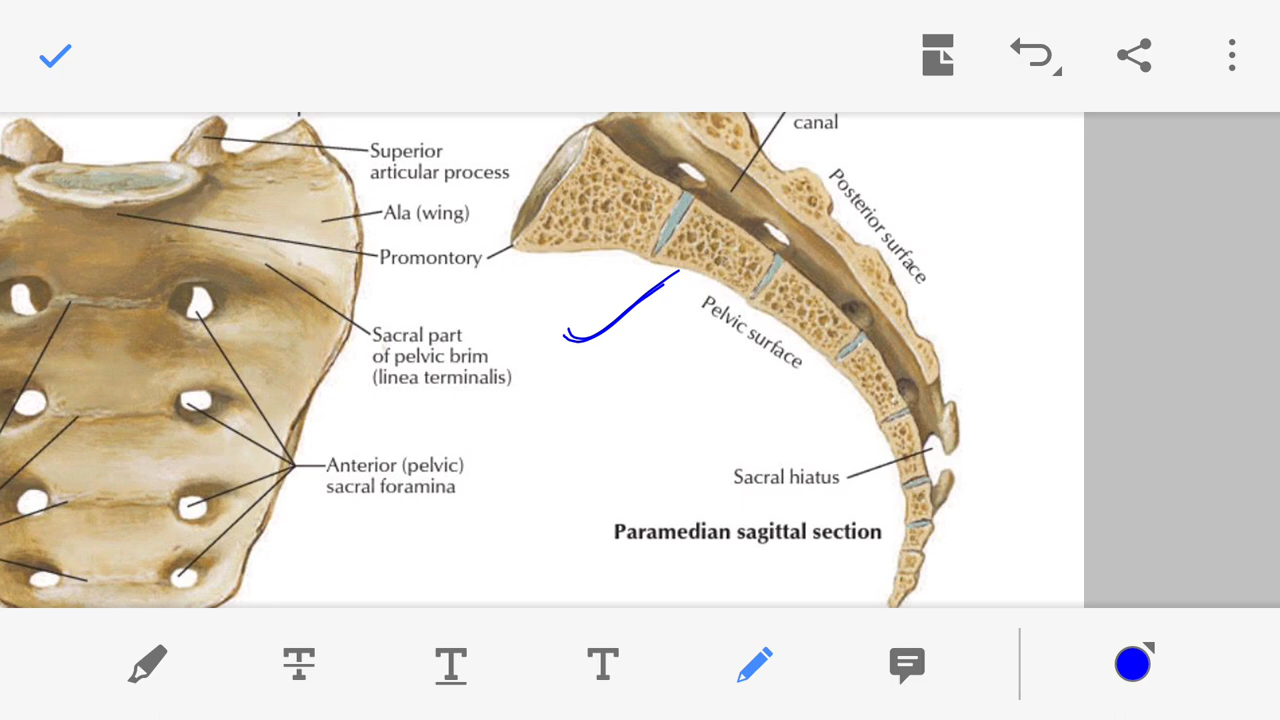 Superior
articular process
Ala (wing)
Promontory
Sacral part
of pelvic brim
(linea terminalis)
Anterior (pelvic)
sacral foramina
canal
Posterior surface
Pelvic surface
Sacral hiatus
Paramedian sagittal section
T
T
T